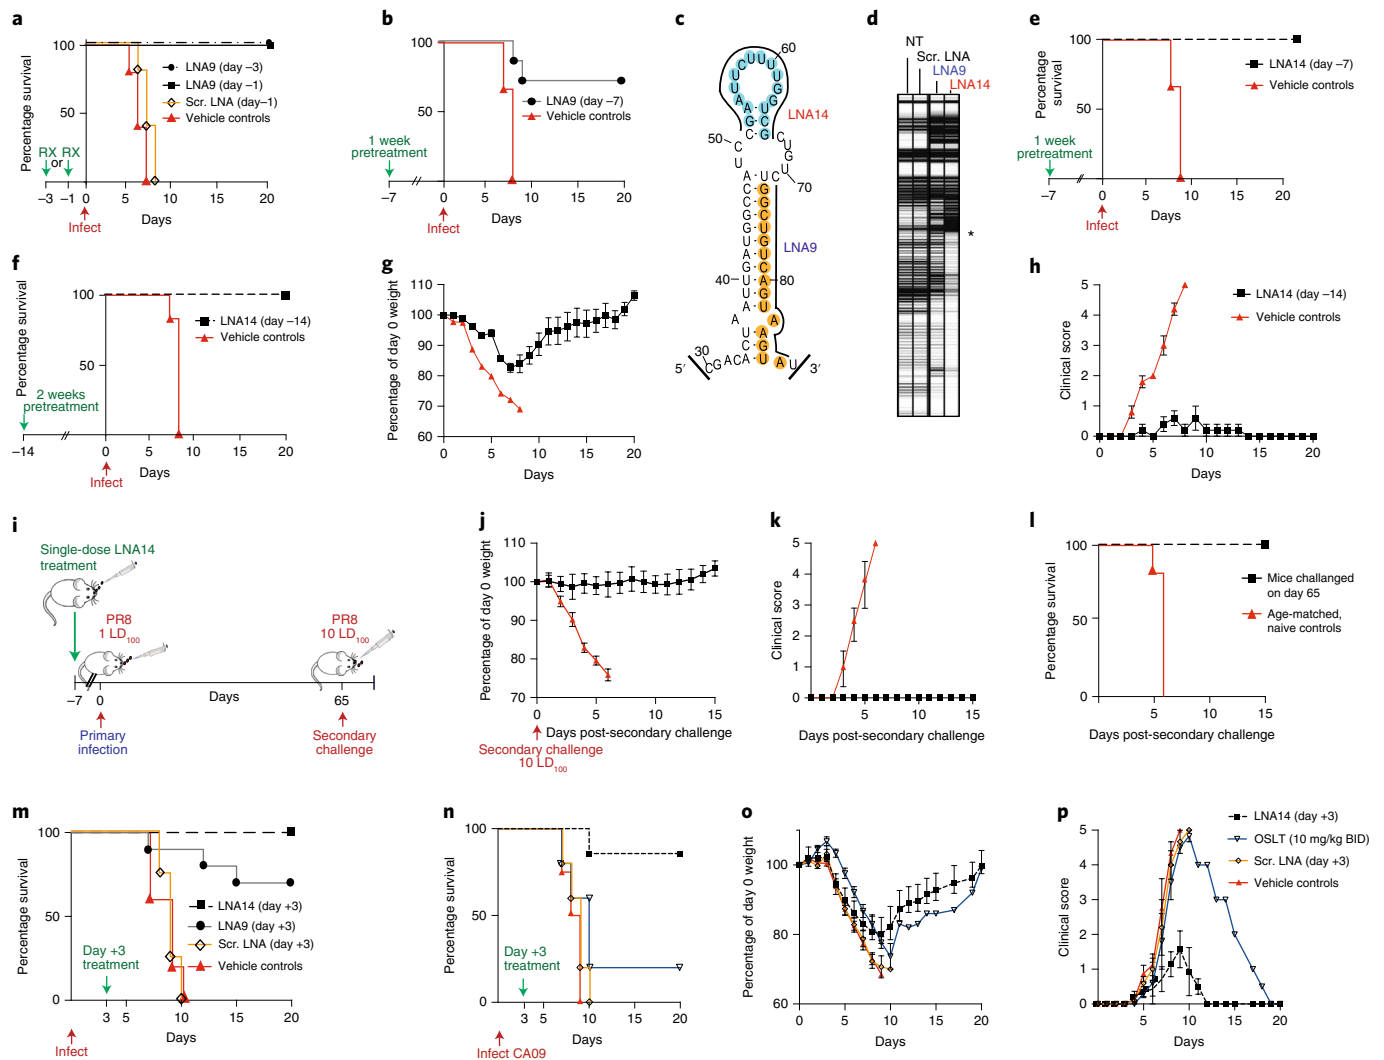 a
Percentage survival
100
50
LNA9 (day −3)
LNA9 (day −1)
Scr. LNA (day−1)
Vehicle controls
RX or RX
−3 −1 0 5 10 15 20
Days
Infect
b
Percentage survival
100
50
LNA9 (day −7)
Vehicle controls
1 week
pretreatment
−7 0 5 10 15 20
Days
Infect
c
60
50
70
40
80
30
LNA14
LNA9
U U U U
C U
U U
U G
A G
A U
G C
C G
C U
U G
U
A U C
C G
C G
G C
G U
U G
A U
G C
U A
U G
A U
A A
U A
C G
C G A C A U A U
5′ 3′
d
NT
Scr. LNA
LNA9
LNA14
*
e
Percentage
survival
100
50
LNA14 (day −7)
Vehicle controls
1 week
pretreatment
−7 0 5 10 15 20
Days
Infect
f
Percentage survival
100
50
LNA14 (day −14)
Vehicle controls
2 weeks
pretreatment
−14 0 5 10 15 20
Days
Infect
g
Percentage of day 0 weight
110
100
90
80
70
60
0 5 10 15 20
Days
h
Clinical score
5
4
3
2
1
0
LNA14 (day −14)
Vehicle controls
0 5 10 15 20
Days
i
Single-dose LNA14
treatment
PR8
1 LD100
PR8
10 LD100
Days
−7 0 65
Primary
infection
Secondary
challenge
j
Percentage of day 0 weight
110
100
90
80
70
0 5 10 15
Days post-secondary challenge
Secondary challenge
10 LD100
k
Clinical score
5
4
3
2
1
0
0 5 10 15
Days post-secondary challenge
l
Percentage survival
100
50
0
Mice challanged
on day 65
Age-matched,
naive controls
5 10 15
Days post-secondary challenge
m
Percentage survival
100
50
0
LNA14 (day +3)
LNA9 (day +3)
Scr. LNA (day +3)
Vehicle controls
Day +3
treatment
3 5 10 15 20
Days
Infect
n
Percentage survival
100
50
0
Day +3
treatment
3 5 10 15 20
Days
Infect CA09
o
Percentage of day 0 weight
100
80
60
0 5 10 15 20
Days
p
Clinical score
5
4
3
2
1
0
LNA14 (day +3)
OSLT (10 mg/kg BID)
Scr. LNA (day +3)
Vehicle controls
0 5 10 15 20
Days